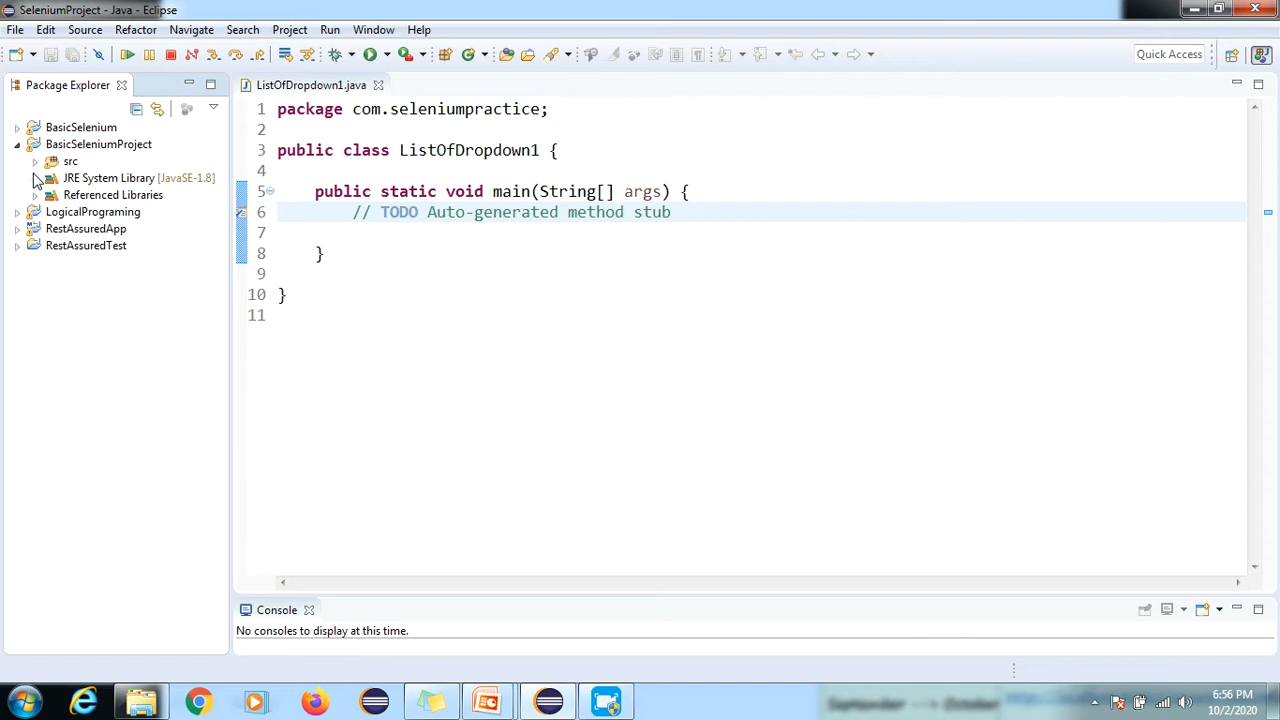 SeleniumProject - Java - Eclipse
File Edit Source Refactor Navigate Search Project Run Window Help
Quick Access
Package Explorer
ListOfDropdown1.java
BasicSelenium
BasicSeleniumProject
src
JRE System Library [JavaSE-1.8]
Referenced Libraries
LogicalPrograming
RestAssuredApp
RestAssuredTest
1 package com.seleniumpractice;
2
3 public class ListOfDropdown1 {
4
5 public static void main(String[] args) {
6 // TODO Auto-generated method stub
7
8 }
9
10 }
11
Console
No consoles to display at this time.
September ---> October
6:56 PM
10/2/2020